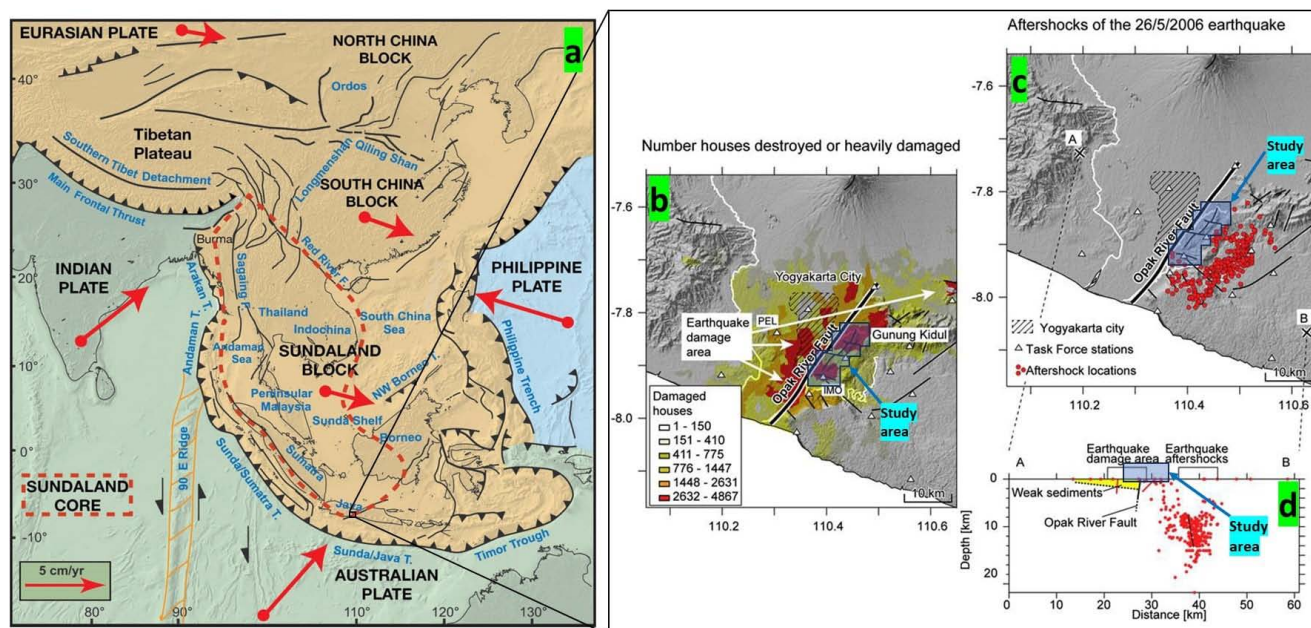 a
EURASIAN PLATE
NORTH CHINA
BLOCK
Ordos
40°
Tibetan
Plateau
Southern Tibet Detachment
Main Frontal Thrust
Longmenshan
Qiling Shan
30°
SOUTH CHINA
BLOCK
Burma
Red River F.
20°
INDIAN
PLATE
Arakan T.
Sagaing F.
PHILIPPINE
PLATE
Thailand
Indochina
South China
Sea
Andaman T.
Andaman
Sea
SUNDALAND
BLOCK
NW Borneo T.
Philippine Trench
10°
Peninsular
Malaysia
Sunda Shelf
Borneo
0°
90 E Ridge
Sumatra
Sunda/Sumatra T.
SUNDALAND
CORE
Java
-10°
Sunda/Java T.
Timor Trough
AUSTRALIAN
PLATE
5 cm/yr
70°
80°
90°
100°
110°
120°
130°
Number houses destroyed or heavily damaged
b
-7.6
-7.8
-8.0
Yogyakarta City
PEL
Earthquake
damage
area
Opak River Fault
Gunung Kidul
IMO
Study
area
Damaged
houses
1 - 150
151 - 410
411 - 775
776 - 1447
1448 - 2631
2632 - 4867
10 km
110.2
110.4
110.6
Aftershocks of the 26/5/2006 earthquake
c
-7.6
-7.8
-8.0
A
Study
area
Opak River Fault
B
Yogyakarta city
Task Force stations
Aftershock locations
10 km
110.2
110.4
110.6
A
Earthquake
damage area
Earthquake
aftershocks
B
d
Weak sediments
Opak River Fault
Study
area
Depth [km]
0
10
20
0
10
20
30
40
50
60
Distance [km]